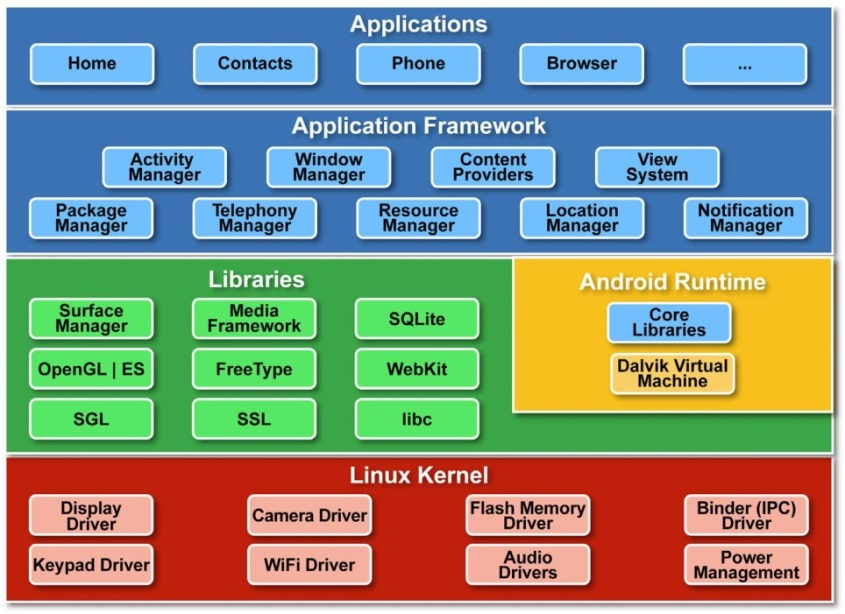 Applications
Home
Contacts
Phone
Browser
...
Application Framework
Activity
Manager
Window
Manager
Content
Providers
View
System
Package
Manager
Telephony
Manager
Resource
Manager
Location
Manager
Notification
Manager
Libraries
Surface
Manager
Media
Framework
SQLite
OpenGL | ES
FreeType
WebKit
SGL
SSL
libc
Android Runtime
Core
Libraries
Dalvik Virtual
Machine
Linux Kernel
Display
Driver
Camera Driver
Flash Memory
Driver
Binder (IPC)
Driver
Keypad Driver
WiFi Driver
Audio
Drivers
Power
Management